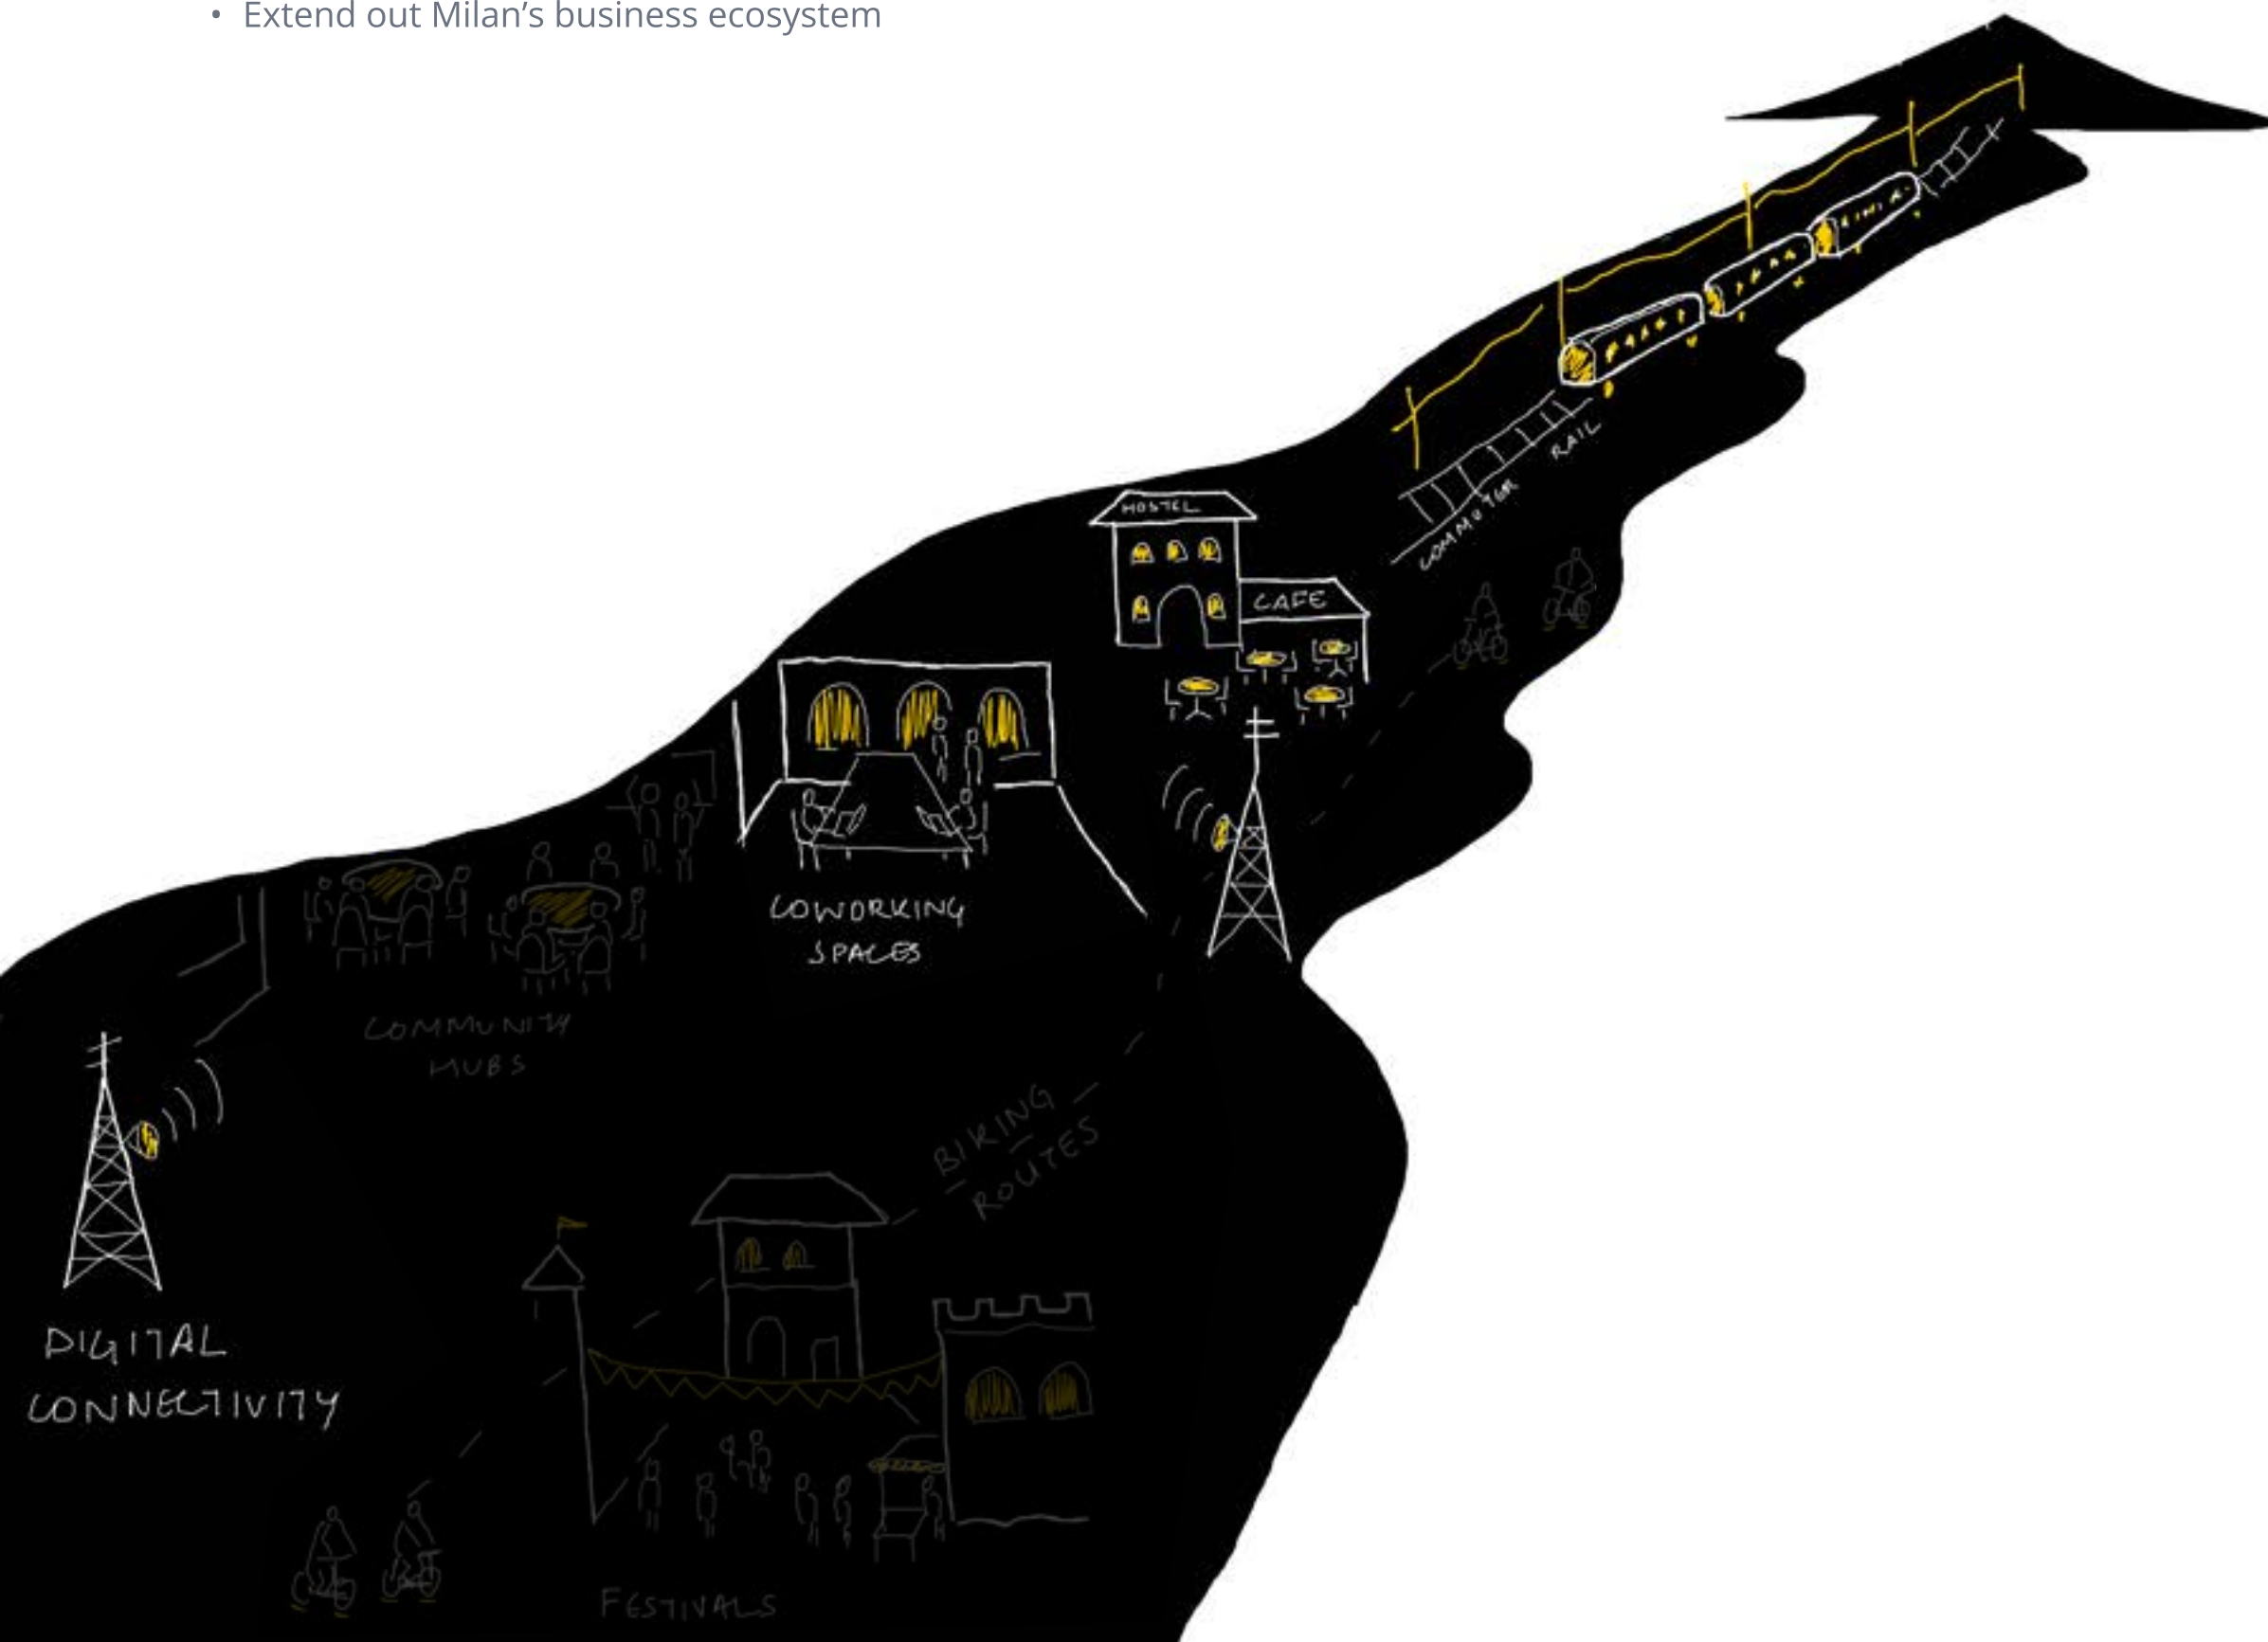 • Extend out Milan’s business ecosystem
HOSTEL
CAFE
COMMUTER RAIL
COWORKING
SPACES
COMMUNITY
HUBS
BIKING
ROUTES
DIGITAL
CONNECTIVITY
FESTIVALS